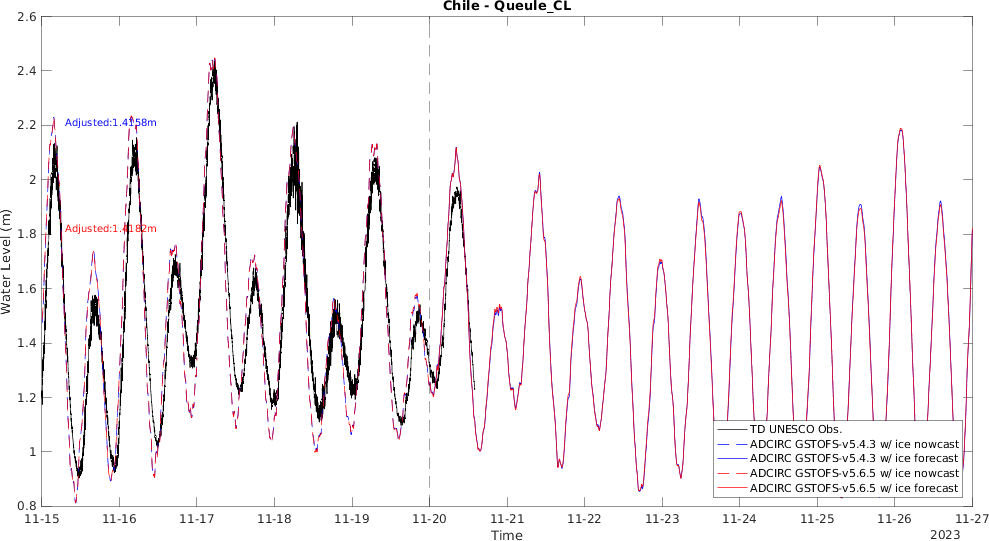 Chile - Queule_CL
2.6
2.4
2.2
2
1.8
1.6
1.4
1.2
1
0.8
Water Level (m)
Adjusted:1.4158m
Adjusted:1.4182m
TD UNESCO Obs.
ADCIRC GSTOFS-v5.4.3 w/ ice nowcast
ADCIRC GSTOFS-v5.4.3 w/ ice forecast
ADCIRC GSTOFS-v5.6.5 w/ ice nowcast
ADCIRC GSTOFS-v5.6.5 w/ ice forecast
11-15 11-16 11-17 11-18 11-19 11-20 11-21 11-22 11-23 11-24 11-25 11-26 11-27
Time
2023